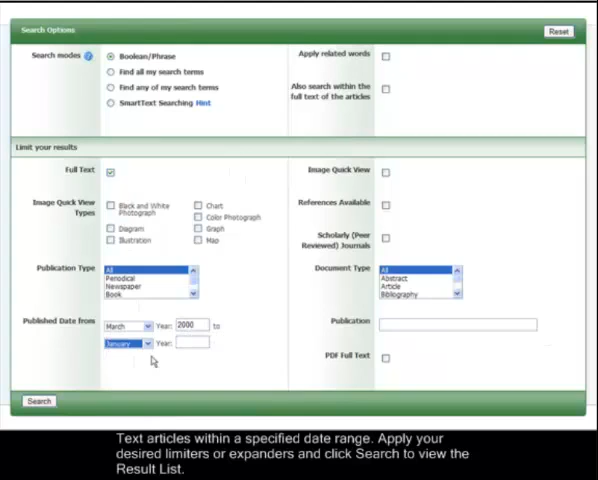 Search Options
Reset
Search modes
Boolean/Phrase
Find all my search terms
Find any of my search terms
SmartText Searching Hint
Apply related words
Also search within the
full text of the articles
Limit your results
Full Text
Image Quick View
Image Quick View
Types
Black and White
Photograph
Chart
Color Photograph
Diagram
Graph
Illustration
Map
References Available
Scholarly (Peer
Reviewed) Journals
Publication Type
All
Periodical
Newspaper
Book
Document Type
All
Abstract
Article
Bibliography
Published Date from
March
Year: 2000 to
January
Year:
Publication
PDF Full Text
Search
Text articles within a specified date range. Apply your
desired limiters or expanders and click Search to view the
Result List.